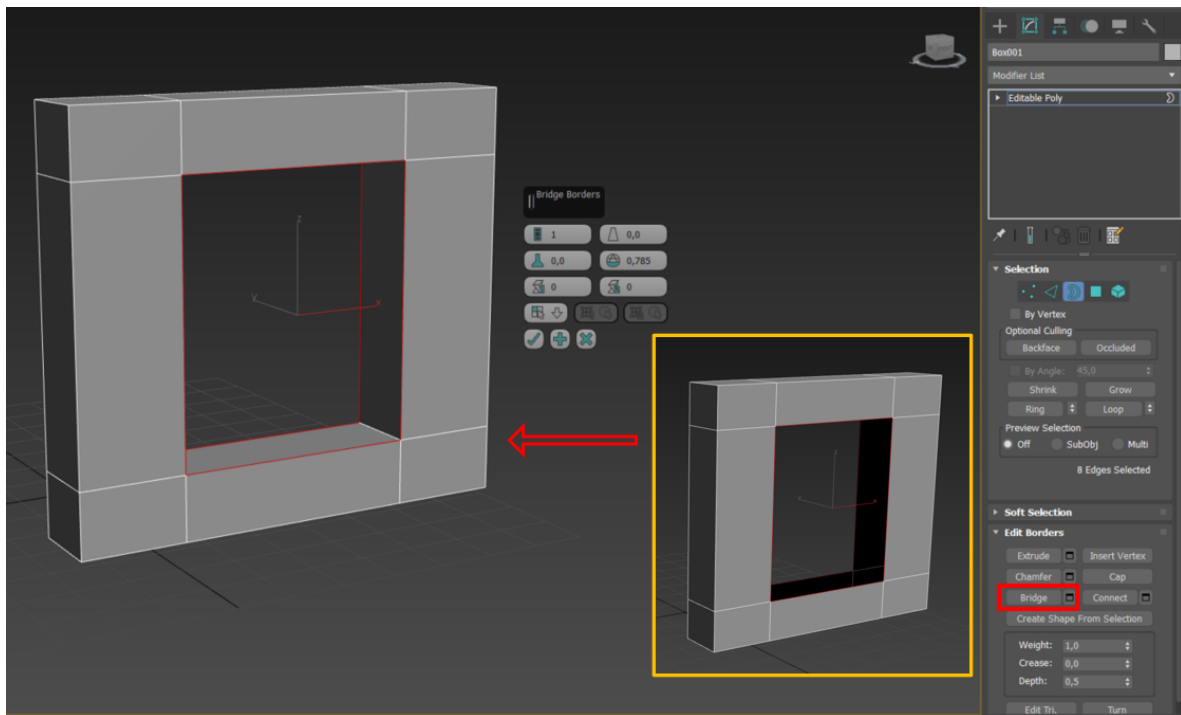 Box001
Modifier List
Editable Poly
Bridge Borders
1
0,0
0,0
0,785
0
0
z
x
Selection
By Vertex
Optional Culling
Backface
Occluded
By Angle:
45,0
Shrink
Grow
Ring
Loop
Preview Selection
Off
SubObj
Multi
8 Edges Selected
Soft Selection
Edit Borders
Extrude
Insert Vertex
Chamfer
Cap
Bridge
Connect
Create Shape From Selection
Weight:
1,0
Crease:
0,0
Depth:
0,5
Edit Tri.
Turn